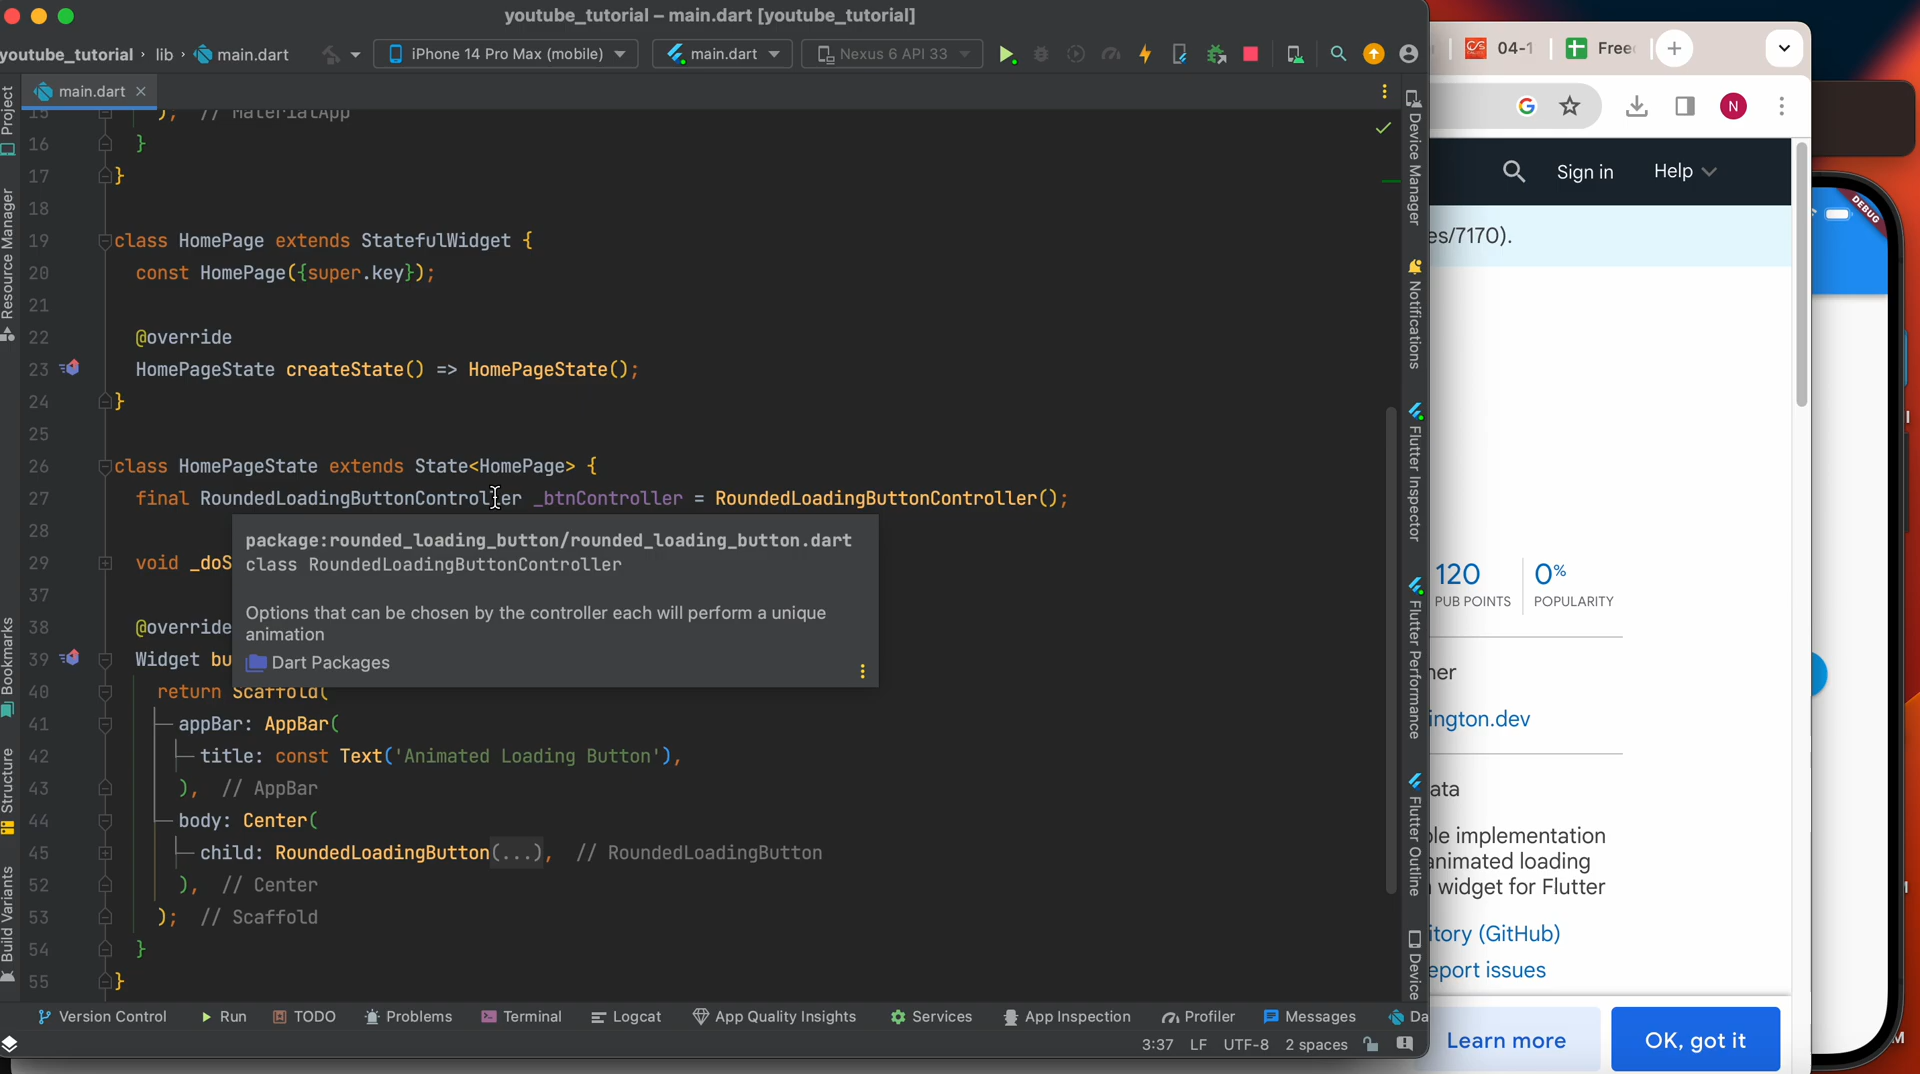 youtube_tutorial – main.dart [youtube_tutorial]
youtube_tutorial › lib › main.dart
iPhone 14 Pro Max (mobile)
main.dart
Nexus 6 API 33
main.dart
15 ); // MaterialApp
16 }
17 }
18
19 class HomePage extends StatefulWidget {
20 const HomePage({super.key});
21
22 @override
23 HomePageState createState() => HomePageState();
24 }
25
26 class HomePageState extends State<HomePage> {
27 final RoundedLoadingButtonController _btnController = RoundedLoadingButtonController();
28
29 void _doS
37
38 @override
39 Widget bu
40 return Scaffold(
41 appBar: AppBar(
42 title: const Text('Animated Loading Button'),
43 ), // AppBar
44 body: Center(
45 child: RoundedLoadingButton(...), // RoundedLoadingButton
52 ), // Center
53 ); // Scaffold
54 }
55 }
package:rounded_loading_button/rounded_loading_button.dart
class RoundedLoadingButtonController
Options that can be chosen by the controller each will perform a unique
animation
Dart Packages
Project
Resource Manager
Bookmarks
Structure
Build Variants
Device Manager
Notifications
Flutter Inspector
Flutter Performance
Flutter Outline
Device
Version Control
Run
TODO
Problems
Terminal
Logcat
App Quality Insights
Services
App Inspection
Profiler
Messages
Da
3:37 LF UTF-8 2 spaces
04-1
Free
N
Sign in
Help
es/7170).
120
PUB POINTS
0%
POPULARITY
her
ington.dev
ata
ple implementation
animated loading
widget for Flutter
itory (GitHub)
eport issues
Learn more
OK, got it
DEBUG